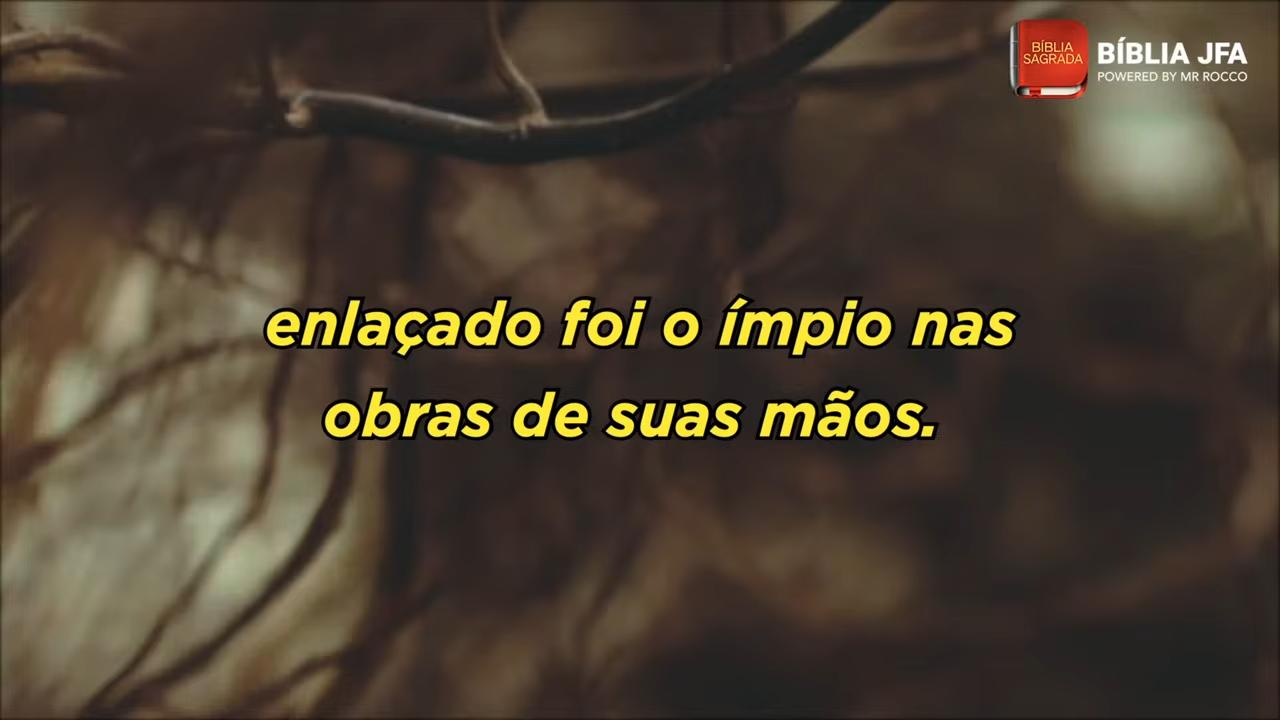 BÍBLIA
SAGRADA
BÍBLIA JFA
POWERED BY MR ROCCO
enlaçado foi o ímpio nas
obras de suas mãos.